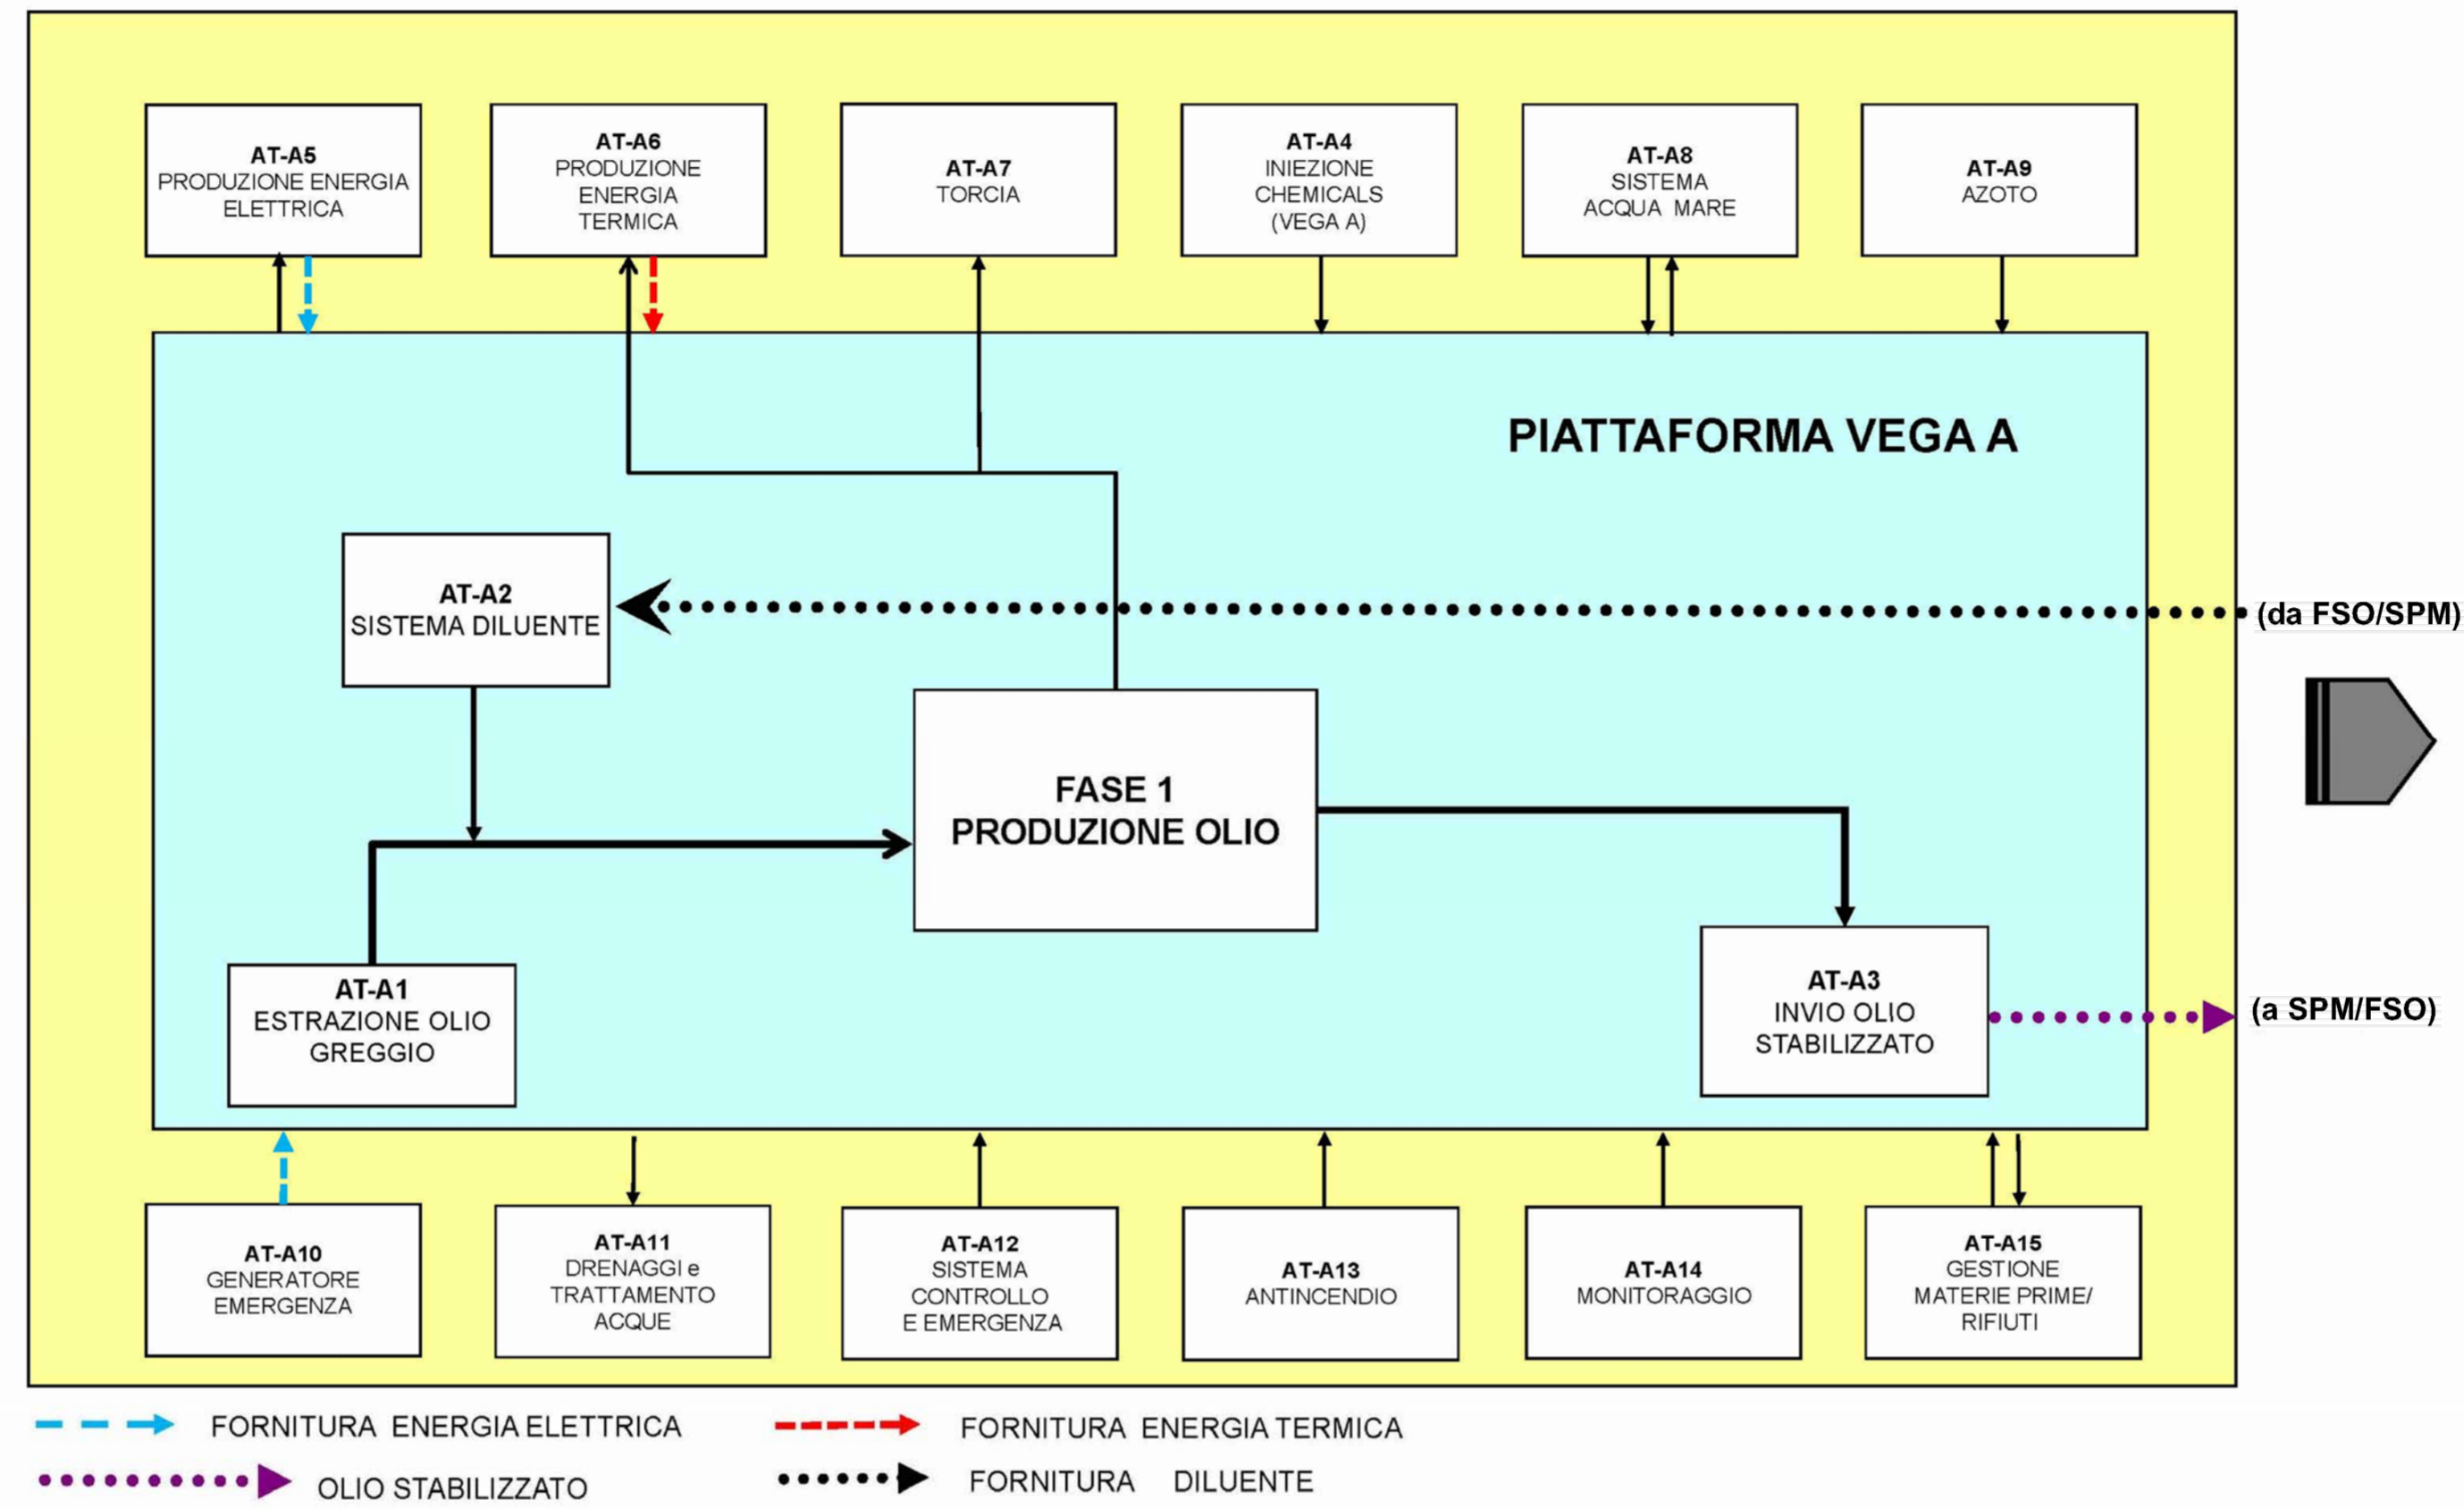 AT-A5
PRODUZIONE ENERGIA
ELETTRICA
AT-A6
PRODUZIONE
ENERGIA
TERMICA
AT-A7
TORCIA
AT-A4
INIEZIONE
CHEMICALS
(VEGA A)
AT-A8
SISTEMA
ACQUA MARE
AT-A9
AZOTO
PIATTAFORMA VEGA A
AT-A2
SISTEMA DILUENTE
(da FSO/SPM)
FASE 1
PRODUZIONE OLIO
AT-A1
ESTRAZIONE OLIO
GREGGIO
AT-A3
INVIO OLIO
STABILIZZATO
(a SPM/FSO)
AT-A10
GENERATORE
EMERGENZA
AT-A11
DRENAGGI e
TRATTAMENTO
ACQUE
AT-A12
SISTEMA
CONTROLLO
E EMERGENZA
AT-A13
ANTINCENDIO
AT-A14
MONITORAGGIO
AT-A15
GESTIONE
MATERIE PRIME/
RIFIUTI
FORNITURA ENERGIA ELETTRICA
FORNITURA ENERGIA TERMICA
OLIO STABILIZZATO
FORNITURA DILUENTE